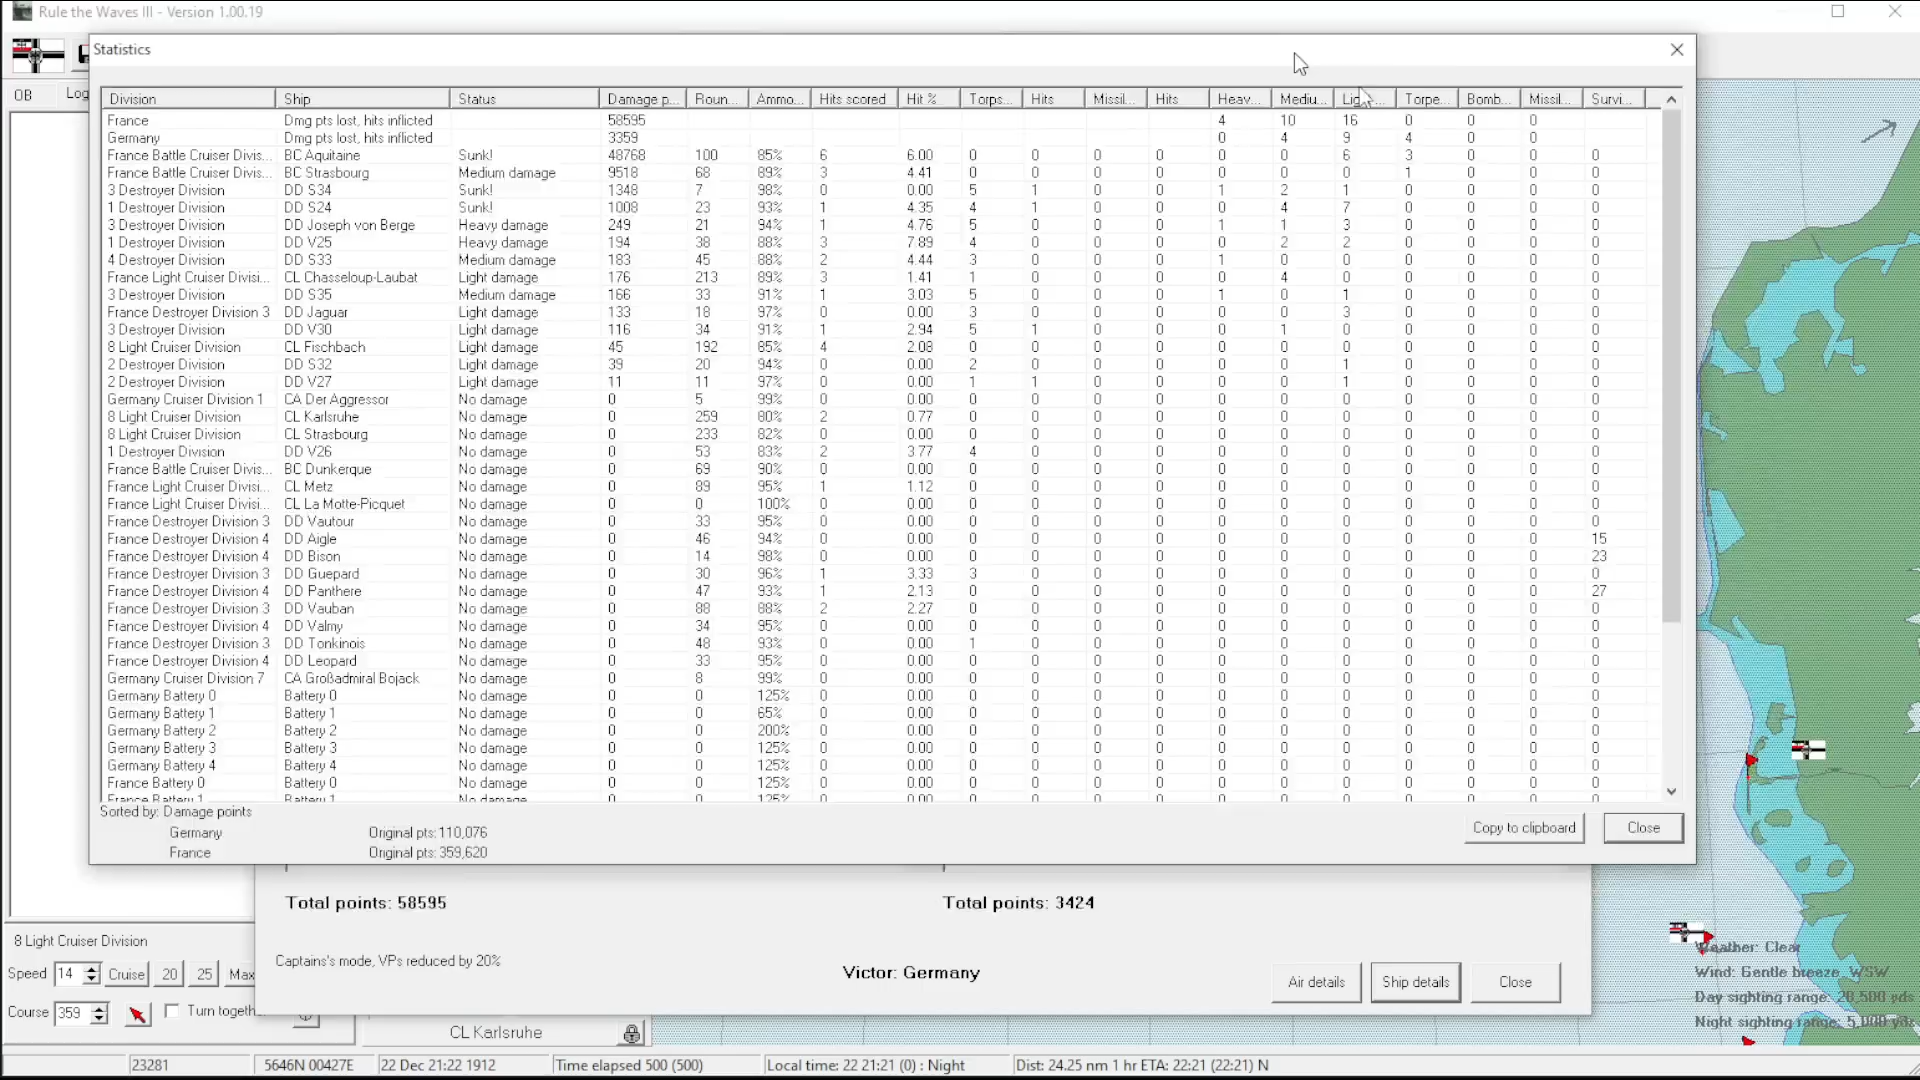 Rule the Waves III - Version 1.00.19
Statistics
OB Log
Division Ship Status Damage p... Roun... Ammo... Hits scored Hit % Torps... Hits Missil... Hits Heav... Mediu... Torpe... Bomb... Missil... Survi...
France Dmg pts lost, hits inflicted 58595 4 10 16 0 0 0
Germany Dmg pts lost, hits inflicted 3359 0 4 9 4 0 0
France Battle Cruiser Divis... BC Aquitaine Sunk! 48768 100 85% 6 6.00 0 0 0 0 0 0 6 3 0 0 0
France Battle Cruiser Divis... BC Strasbourg Medium damage 9518 68 89% 3 4.41 0 0 0 0 0 0 0 1 0 0 0
3 Destroyer Division DD S34 Sunk! 1348 7 98% 0 0.00 5 1 0 0 1 2 1 0 0 0 0
1 Destroyer Division DD S24 Sunk! 1008 23 93% 1 4.35 4 1 0 0 0 4 7 0 0 0 0
3 Destroyer Division DD Joseph von Berge Heavy damage 249 21 94% 1 4.76 5 0 0 0 1 1 3 0 0 0 0
1 Destroyer Division DD V25 Heavy damage 194 38 88% 3 7.89 4 0 0 0 0 2 2 0 0 0 0
4 Destroyer Division DD S33 Medium damage 183 45 88% 2 4.44 3 0 0 0 1 0 0 0 0 0 0
France Light Cruiser Divisi... CL Chasseloup-Laubat Light damage 176 213 89% 3 1.41 1 0 0 0 0 4 0 0 0 0 0
3 Destroyer Division DD S35 Medium damage 166 33 91% 1 3.03 5 0 0 0 1 0 1 0 0 0 0
France Destroyer Division 3 DD Jaguar Light damage 133 18 97% 0 0.00 3 0 0 0 0 0 3 0 0 0 0
3 Destroyer Division DD V30 Light damage 116 34 91% 1 2.94 5 1 0 0 0 1 0 0 0 0 0
8 Light Cruiser Division CL Fischbach Light damage 45 192 85% 4 2.08 0 0 0 0 0 0 0 0 0 0 0
2 Destroyer Division DD S32 Light damage 39 20 94% 0 0.00 2 0 0 0 0 0 1 0 0 0 0
2 Destroyer Division DD V27 Light damage 11 11 97% 0 0.00 1 1 0 0 0 0 1 0 0 0 0
Germany Cruiser Division 1 CA Der Aggressor No damage 0 5 99% 0 0.00 0 0 0 0 0 0 0 0 0 0 0
8 Light Cruiser Division CL Karlsruhe No damage 0 259 80% 2 0.77 0 0 0 0 0 0 0 0 0 0 0
8 Light Cruiser Division CL Strasbourg No damage 0 233 82% 0 0.00 0 0 0 0 0 0 0 0 0 0 0
1 Destroyer Division DD V26 No damage 0 53 83% 2 3.77 4 0 0 0 0 0 0 0 0 0 0
France Battle Cruiser Divis... BC Dunkerque No damage 0 69 90% 0 0.00 0 0 0 0 0 0 0 0 0 0 0
France Light Cruiser Divisi... CL Metz No damage 0 89 95% 1 1.12 0 0 0 0 0 0 0 0 0 0 0
France Light Cruiser Divisi... CL La Motte-Picquet No damage 0 0 100% 0 0.00 0 0 0 0 0 0 0 0 0 0 0
France Destroyer Division 3 DD Vautour No damage 0 33 95% 0 0.00 0 0 0 0 0 0 0 0 0 0 0
France Destroyer Division 4 DD Aigle No damage 0 46 94% 0 0.00 0 0 0 0 0 0 0 0 0 0 15
France Destroyer Division 4 DD Bison No damage 0 14 98% 0 0.00 0 0 0 0 0 0 0 0 0 0 23
France Destroyer Division 3 DD Guepard No damage 0 30 96% 1 3.33 3 0 0 0 0 0 0 0 0 0 0
France Destroyer Division 4 DD Panthere No damage 0 47 93% 1 2.13 0 0 0 0 0 0 0 0 0 0 27
France Destroyer Division 3 DD Vauban No damage 0 88 88% 2 2.27 0 0 0 0 0 0 0 0 0 0 0
France Destroyer Division 4 DD Valmy No damage 0 34 95% 0 0.00 0 0 0 0 0 0 0 0 0 0 0
France Destroyer Division 3 DD Tonkinois No damage 0 48 93% 0 0.00 1 0 0 0 0 0 0 0 0 0 0
France Destroyer Division 4 DD Leopard No damage 0 33 95% 0 0.00 0 0 0 0 0 0 0 0 0 0 0
Germany Cruiser Division 7 CA Großadmiral Bojack No damage 0 8 99% 0 0.00 0 0 0 0 0 0 0 0 0 0 0
Germany Battery 0 Battery 0 No damage 0 0 125% 0 0.00 0 0 0 0 0 0 0 0 0 0 0
Germany Battery 1 Battery 1 No damage 0 0 65% 0 0.00 0 0 0 0 0 0 0 0 0 0 0
Germany Battery 2 Battery 2 No damage 0 0 200% 0 0.00 0 0 0 0 0 0 0 0 0 0 0
Germany Battery 3 Battery 3 No damage 0 0 125% 0 0.00 0 0 0 0 0 0 0 0 0 0 0
Germany Battery 4 Battery 4 No damage 0 0 125% 0 0.00 0 0 0 0 0 0 0 0 0 0 0
France Battery 0 Battery 0 No damage 0 0 125% 0 0.00 0 0 0 0 0 0 0 0 0 0 0
France Battery 1 Battery 1 No damage 0 0 125% 0 0.00 0 0 0 0 0 0 0 0 0 0 0
Sorted by: Damage points
Germany Original pts: 110,076
France Original pts: 359,620
Copy to clipboard Close
Total points: 58595 Total points: 3424
8 Light Cruiser Division
Captains's mode, VPs reduced by 20%
Victor: Germany
Air details Ship details Close
Speed 14 Cruise 20 25 Max
Course 359 Turn togeth
CL Karlsruhe
Weather: Clear
Wind: Gentle breeze, WSW
Day sighting range: 20,500 yds
Night sighting range: 5,000 yds
23281 5646N 00427E 22 Dec 21:22 1912 Time elapsed 500 (500) Local time: 22 21:21 (0) : Night Dist: 24.25 nm 1 hr ETA: 22:21 (22:21) N